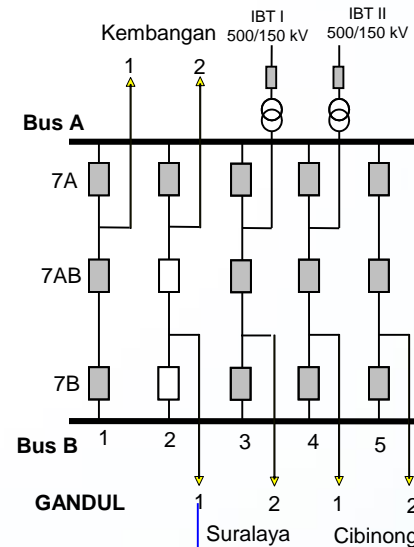 IBT I
500/150 kV
IBT II
500/150 kV
Kembangan
1
2
Bus A
7A
7AB
7B
Bus B
1
2
3
4
5
GANDUL
1
2
1
2
Suralaya
Cibinong